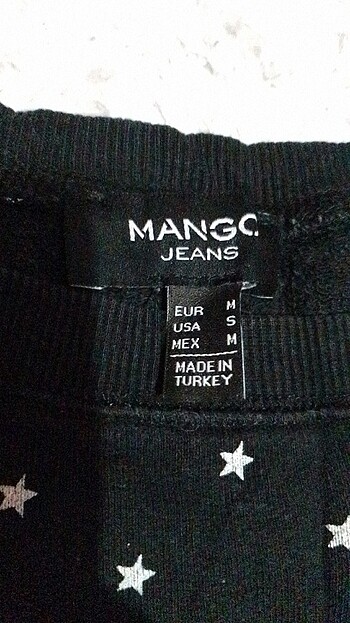 MANGO
JEANS
EUR M
USA S
MEX M
MADE IN
TURKEY